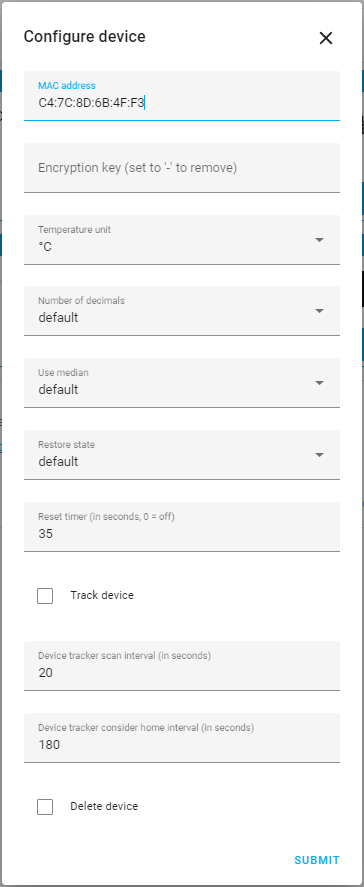 Configure device
MAC address
C4:7C:8D:6B:4F:F3
Encryption key (set to '-' to remove)
Temperature unit
°C
Number of decimals
default
Use median
default
Restore state
default
Reset timer (in seconds, 0 = off)
35
Track device
Device tracker scan interval (in seconds)
20
Device tracker consider home interval (in seconds)
180
Delete device
SUBMIT